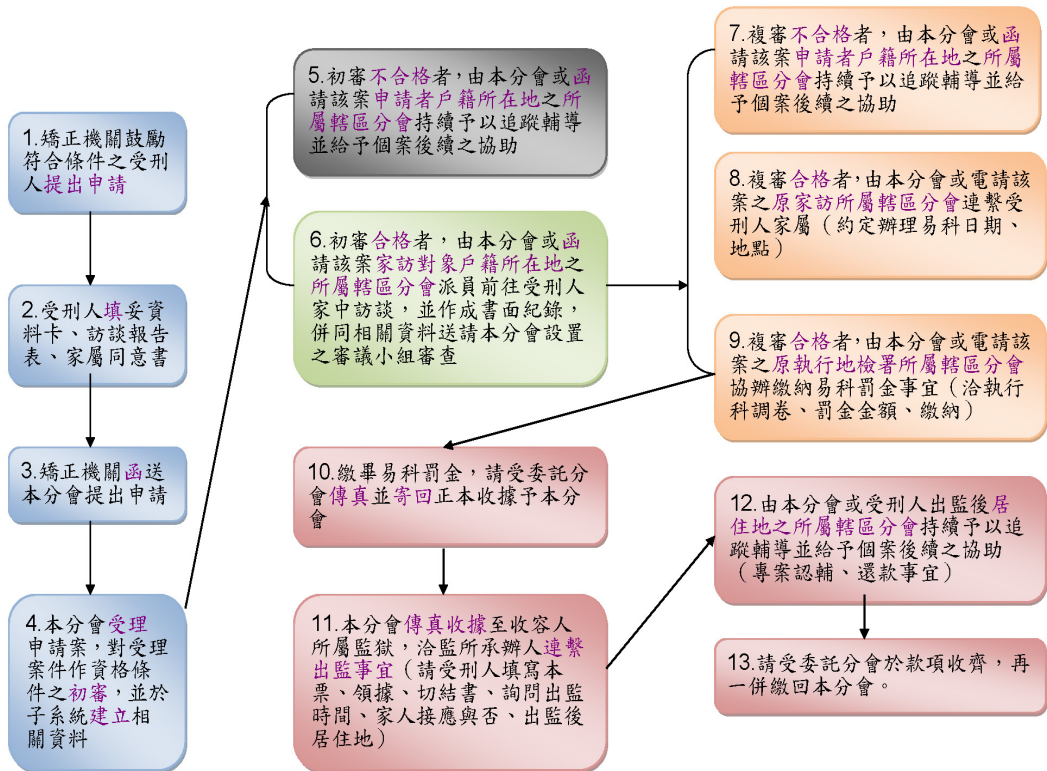 1.矯正機關鼓勵
符合條件之受刑
人提出申請
2.受刑人填妥資
料卡、訪談報告
表、家屬同意書
3.矯正機關函送
本分會提出申請
4.本分會受理
申請案，對受理
案件作資格條
件之初審，並於
子系統建立相
關資料
5.初審不合格者，由本分會或函
請該案申請者戶籍所在地之所
屬轄區分會持續予以追蹤輔導
並給予個案後續之協助
6.初審合格者，由本分會或函
請該案家訪對象戶籍所在地之
所屬轄區分會派員前往受刑人
家中訪談，並作成書面紀錄，
併同相關資料送請本分會設置
之審議小組審查
7.複審不合格者，由本分會或函
請該案申請者戶籍所在地之所屬
轄區分會持續予以追蹤輔導並給
予個案後續之協助
8.複審合格者，由本分會或電請該
案之原家訪所屬轄區分會連繫受
刑人家屬（約定辦理易科日期、
地點）
9.複審合格者，由本分會或電請該
案之原執行地檢署所屬轄區分會
協辦繳納易科罰金事宜（洽執行
科調卷、罰金金額、繳納）
10.繳畢易科罰金，請受委託分
會傳真並寄回正本收據予本分
會
11.本分會傳真收據至收容人
所屬監獄，洽監所承辦人連繫
出監事宜（請受刑人填寫本
票、領據、切結書、詢問出監
時間、家人接應與否、出監後
居住地）
12.由本分會或受刑人出監後居
住地之所屬轄區分會持續予以追
蹤輔導並給予個案後續之協助
（專案認輔、還款事宜）
13.請受委託分會於款項收齊，再
一併繳回本分會。